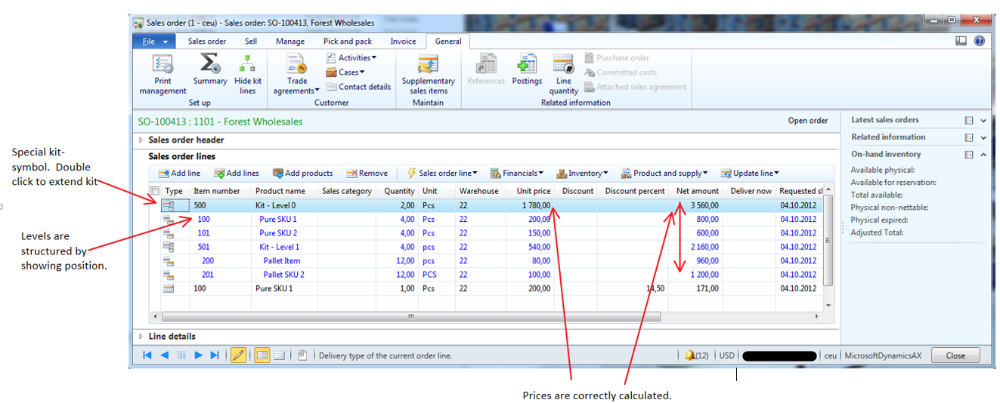 Sales order (1 - ceu) - Sales order: SO-100413, Forest Wholesales
File Sales order Sell Manage Pick and pack Invoice General
Print management
Summary
Hide kit lines
Set up
Trade agreements
Activities
Cases
Contact details
Customer
Supplementary sales items
Maintain
References
Postings
Line quantity
Purchase order
Committed costs
Attached sales agreement
Related information
SO-100413 : 1101 - Forest Wholesales Open order
Sales order header
Sales order lines
Add line Add lines Add products Remove Sales order line Financials Inventory Product and supply Update line
Type Item number Product name Sales category Quantity Unit Warehouse Unit price Discount Discount percent Net amount Deliver now Requested sl
500 Kit - Level 0 2,00 Pcs 22 1 780,00 3 560,00 04.10.2012
100 Pure SKU 1 4,00 Pcs 22 200,00 800,00 04.10.2012
101 Pure SKU 2 4,00 Pcs 22 150,00 600,00 04.10.2012
501 Kit - Level 1 4,00 pcs 22 540,00 2 160,00 04.10.2012
200 Pallet Item 12,00 pcs 22 80,00 960,00 04.10.2012
201 Pallet SKU 2 12,00 PCS 22 100,00 1 200,00 04.10.2012
100 Pure SKU 1 1,00 Pcs 22 200,00 14,50 171,00 04.10.2012
Line details
Latest sales orders
Related information
On-hand inventory
Available physical:
Available for reservation:
Total available:
Physical non-nettable:
Physical expired:
Adjusted Total:
Delivery type of the current order line. (12) USD ceu MicrosoftDynamicsAX Close
Special kit-
symbol. Double
click to extend kit
Levels are
structured by
showing position.
Prices are correctly calculated.